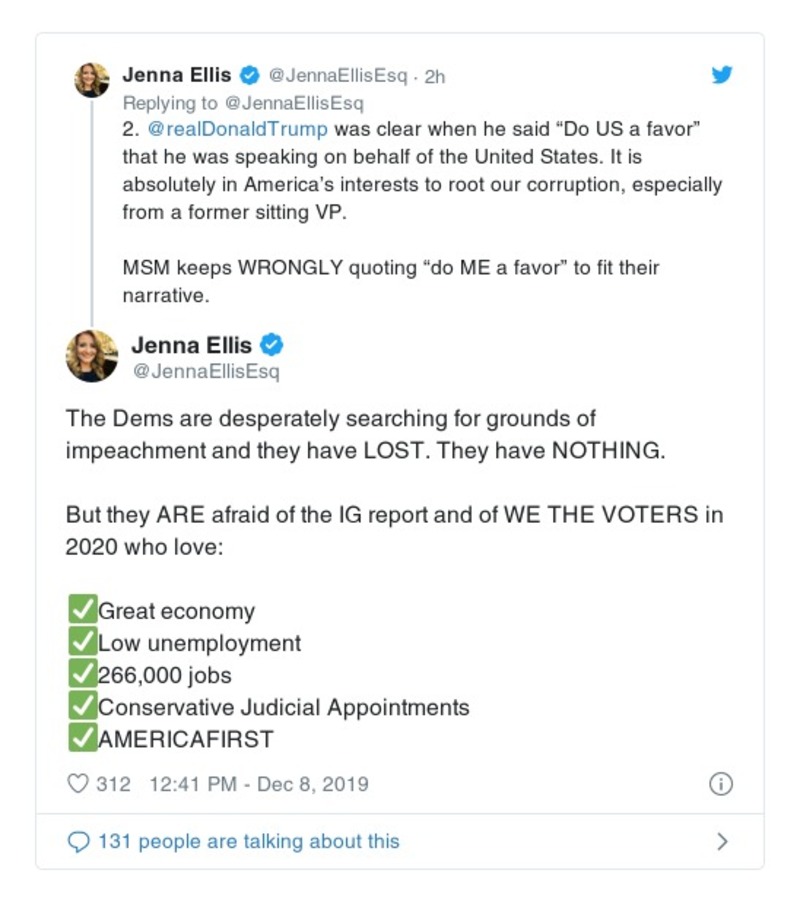 Jenna Ellis @JennaEllisEsq · 2h
Replying to @JennaEllisEsq
2. @realDonaldTrump was clear when he said “Do US a favor”
that he was speaking on behalf of the United States. It is
absolutely in America’s interests to root our corruption, especially
from a former sitting VP.
MSM keeps WRONGLY quoting “do ME a favor” to fit their
narrative.
Jenna Ellis
@JennaEllisEsq
The Dems are desperately searching for grounds of
impeachment and they have LOST. They have NOTHING.
But they ARE afraid of the IG report and of WE THE VOTERS in
2020 who love:
✅Great economy
✅Low unemployment
✅266,000 jobs
✅Conservative Judicial Appointments
✅AMERICAFIRST
312 12:41 PM - Dec 8, 2019
131 people are talking about this